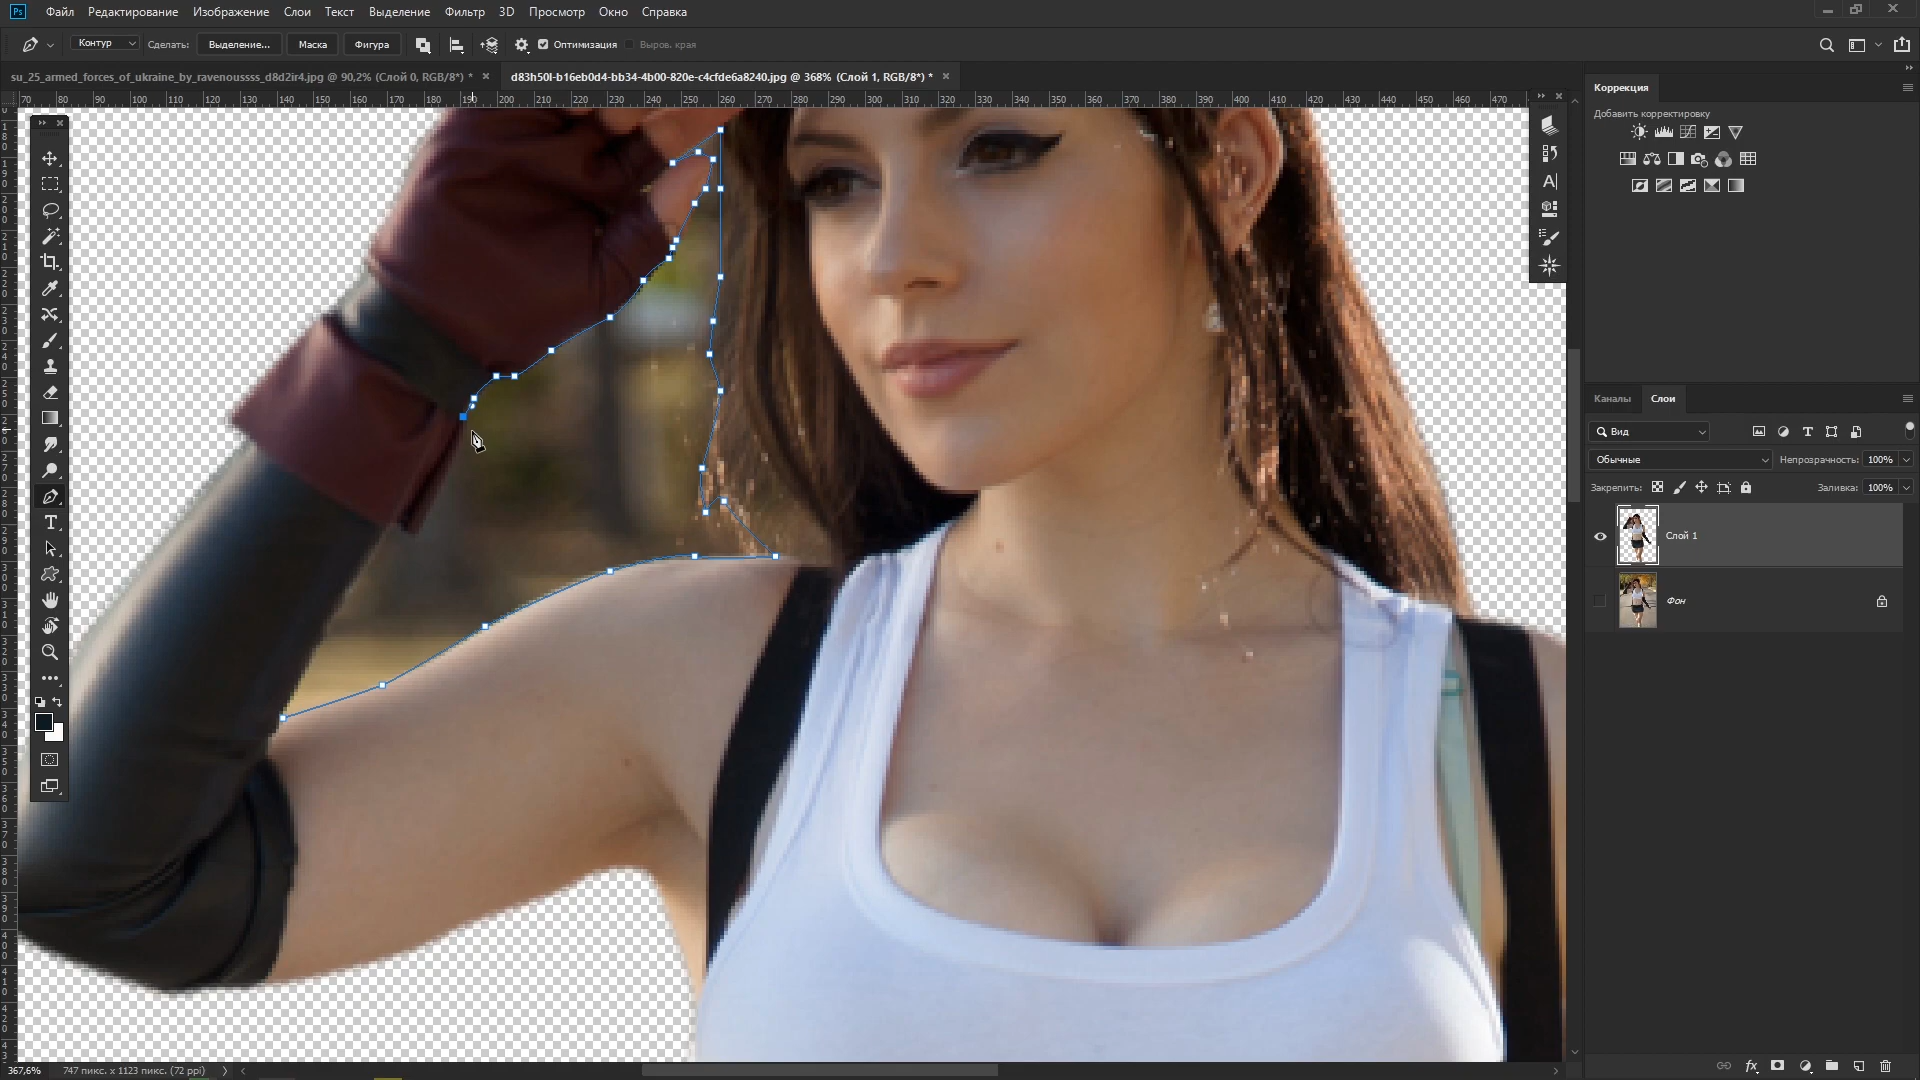 Ps Файл Редактирование Изображение Слои Текст Выделение Фильтр 3D Просмотр Окно Справка
Контур Сделать: Выделение... Маска Фигура Оптимизация Выров. края
su_25_armed_forces_of_ukraine_by_ravenoussss_d8d2ir4.jpg @ 90,2% (Слой 0, RGB/8*) * × d83h50l-b16eb0d4-bb34-4b00-820e-c4cfde6a8240.jpg @ 368% (Слой 1, RGB/8*) * ×
70 80 90 100 110 120 130 140 150 160 170 180 190 200 210 220 230 240 250 260 270 280 290 300 310 320 330 340 350 360 370 380 390 400 410 420 430 440 450 460 470
Коррекция
Добавить корректировку
Каналы Слои
Вид
Обычные Непрозрачность: 100%
Закрепить: Заливка: 100%
Слой 1
Фон
367,6% 747 пикс. x 1123 пикс. (72 ppi)